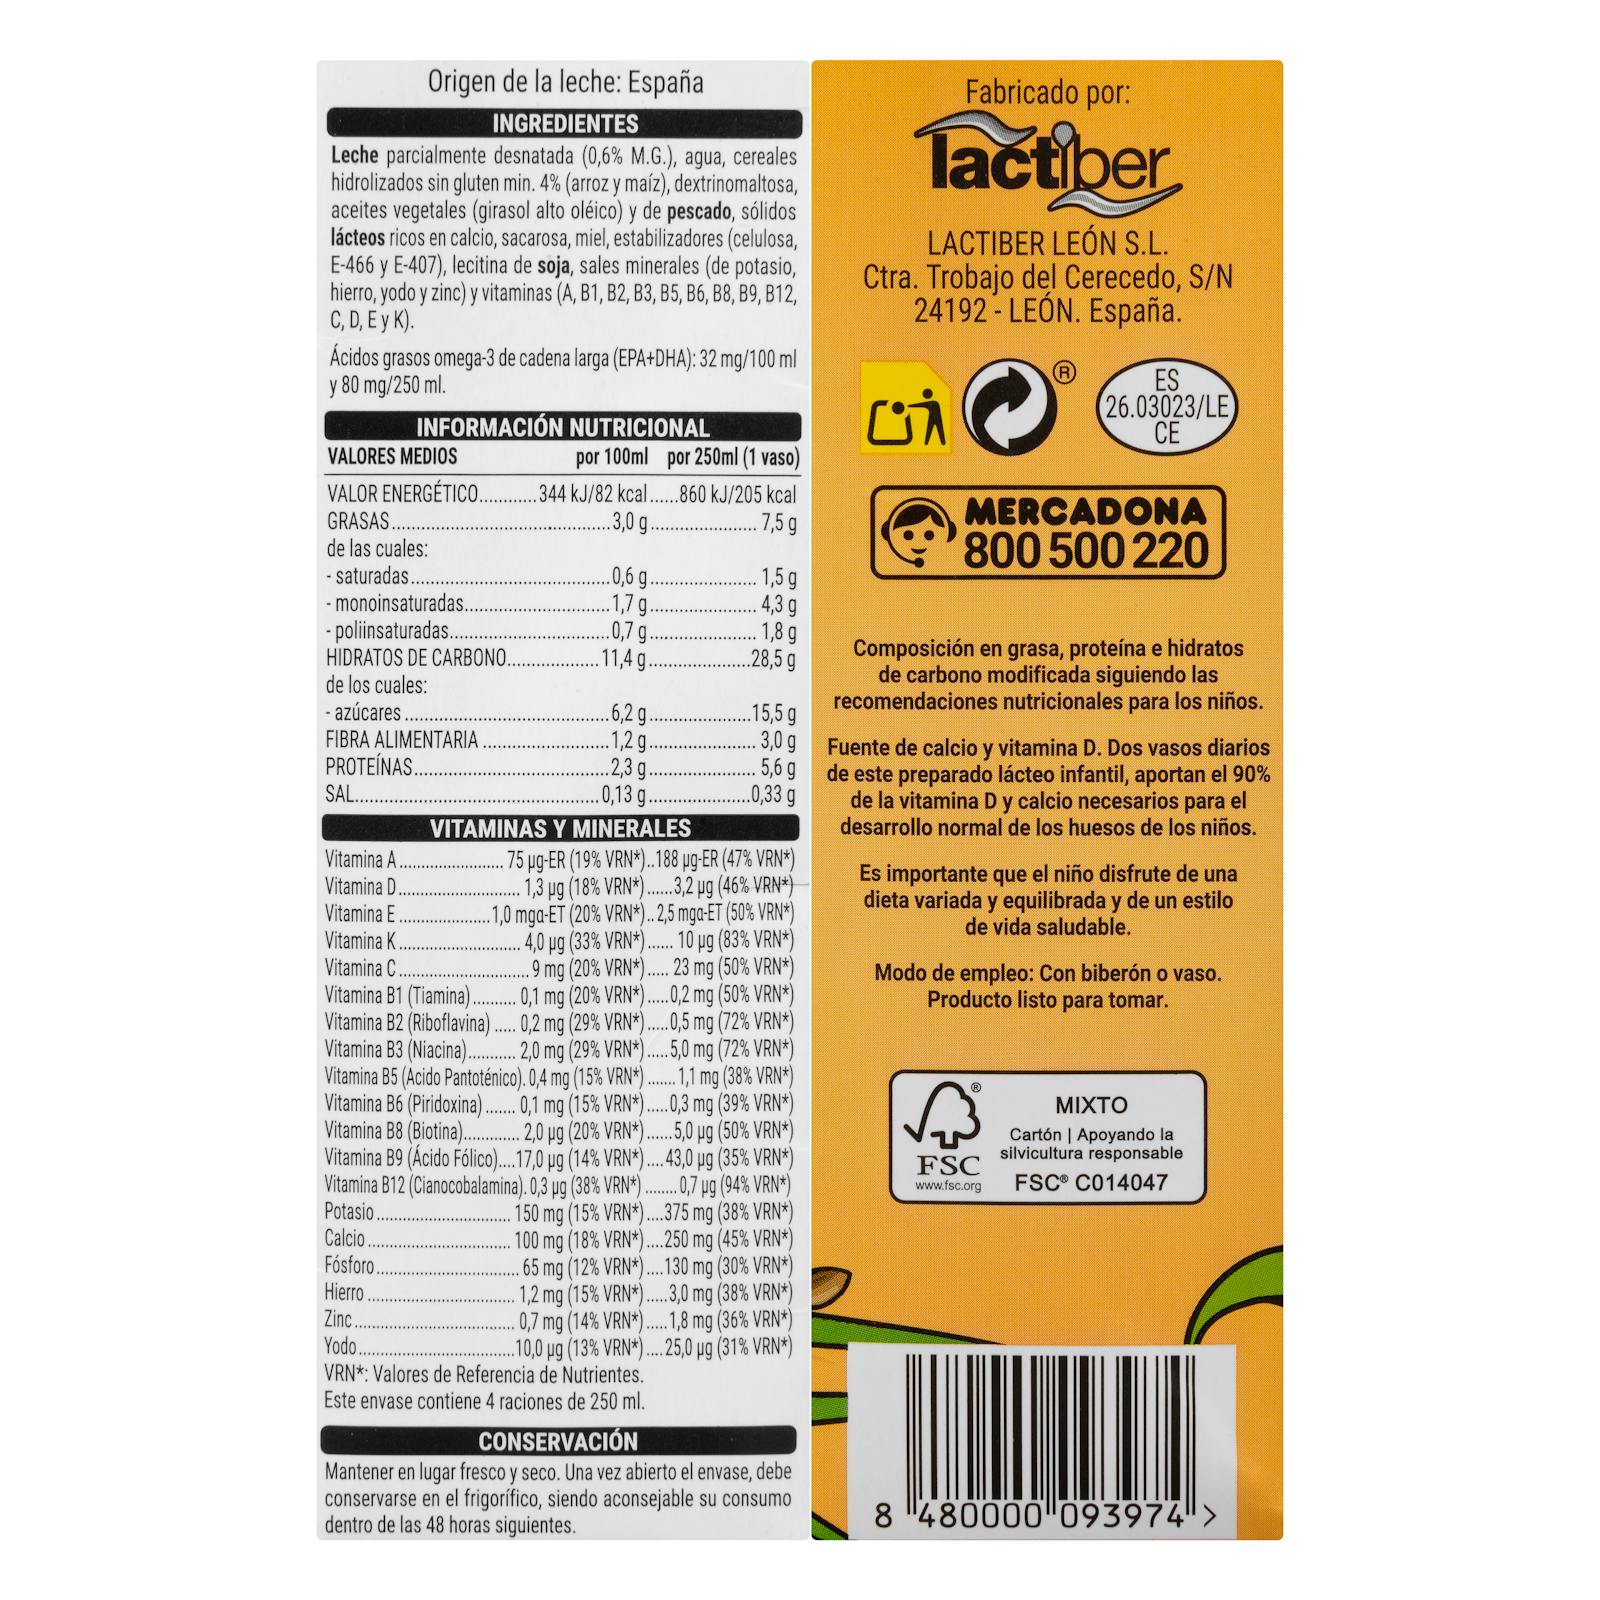 Origen de la leche: España
INGREDIENTES
Leche parcialmente desnatada (0,6% M.G.), agua, cereales
hidrolizados sin gluten min. 4% (arroz y maíz), dextrinomaltosa,
aceites vegetales (girasol alto oléico) y de pescado, sólidos
lácteos ricos en calcio, sacarosa, miel, estabilizadores (celulosa,
E-466 y E-407), lecitina de soja, sales minerales (de potasio,
hierro, yodo y zinc) y vitaminas (A, B1, B2, B3, B5, B6, B8, B9, B12,
C, D, E y K).
Ácidos grasos omega-3 de cadena larga (EPA+DHA): 32 mg/100 ml
y 80 mg/250 ml.
INFORMACIÓN NUTRICIONAL
VALORES MEDIOS por 100ml por 250ml (1 vaso)
VALOR ENERGÉTICO............344 kJ/82 kcal......860 kJ/205 kcal
GRASAS..........3,0 g.......... 7,5 g
de las cuales:
- saturadas..........0,6 g.......... 1,5 g
- monoinsaturadas..........1,7 g.......... 4,3 g
- poliinsaturadas..........0,7 g.......... 1,8 g
HIDRATOS DE CARBONO..........11,4 g..........28,5 g
de los cuales:
- azúcares..........6,2 g..........15,5 g
FIBRA ALIMENTARIA..........1,2 g.......... 3,0 g
PROTEÍNAS..........2,3 g.......... 5,6 g
SAL..........0,13 g..........0,33 g
VITAMINAS Y MINERALES
Vitamina A.......... 75 µg-ER (19% VRN*)..188 µg-ER (47% VRN*)
Vitamina D.......... 1,3 µg (18% VRN*)......3,2 µg (46% VRN*)
Vitamina E..........1,0 mgα-ET (20% VRN*)..2,5 mgα-ET (50% VRN*)
Vitamina K.......... 4,0 µg (33% VRN*)...... 10 µg (83% VRN*)
Vitamina C..........9 mg (20% VRN*)..... 23 mg (50% VRN*)
Vitamina B1 (Tiamina).......... 0,1 mg (20% VRN*).....0,2 mg (50% VRN*)
Vitamina B2 (Riboflavina) ..... 0,2 mg (29% VRN*).....0,5 mg (72% VRN*)
Vitamina B3 (Niacina)........... 2,0 mg (29% VRN*).....5,0 mg (72% VRN*)
Vitamina B5 (Acido Pantoténico). 0,4 mg (15% VRN*).......1,1 mg (38% VRN*)
Vitamina B6 (Piridoxina)....... 0,1 mg (15% VRN*).....0,3 mg (39% VRN*)
Vitamina B8 (Biotina)............. 2,0 µg (20% VRN*)......5,0 µg (50% VRN*)
Vitamina B9 (Ácido Fólico)....17,0 µg (14% VRN*)....43,0 µg (35% VRN*)
Vitamina B12 (Cianocobalamina). 0,3 µg (38% VRN*)........0,7 µg (94% VRN*)
Potasio.......... 150 mg (15% VRN*)....375 mg (38% VRN*)
Calcio.......... 100 mg (18% VRN*)....250 mg (45% VRN*)
Fósforo.......... 65 mg (12% VRN*)....130 mg (30% VRN*)
Hierro.......... 1,2 mg (15% VRN*).....3,0 mg (38% VRN*)
Zinc.......... 0,7 mg (14% VRN*).....1,8 mg (36% VRN*)
Yodo..........10,0 µg (13% VRN*)....25,0 µg (31% VRN*)
VRN*: Valores de Referencia de Nutrientes.
Este envase contiene 4 raciones de 250 ml.
CONSERVACIÓN
Mantener en lugar fresco y seco. Una vez abierto el envase, debe
conservarse en el frigorífico, siendo aconsejable su consumo
dentro de las 48 horas siguientes.
Fabricado por:
lactiber
LACTIBER LEÓN S.L.
Ctra. Trobajo del Cerecedo, S/N
24192 - LEÓN. España.
®
ES
26.03023/LE
CE
MERCADONA
800 500 220
Composición en grasa, proteína e hidratos
de carbono modificada siguiendo las
recomendaciones nutricionales para los niños.
Fuente de calcio y vitamina D. Dos vasos diarios
de este preparado lácteo infantil, aportan el 90%
de la vitamina D y calcio necesarios para el
desarrollo normal de los huesos de los niños.
Es importante que el niño disfrute de una
dieta variada y equilibrada y de un estilo
de vida saludable.
Modo de empleo: Con biberón o vaso.
Producto listo para tomar.
®
FSC
www.fsc.org
MIXTO
Cartón | Apoyando la
silvicultura responsable
FSC® C014047
8 480000 093974 >